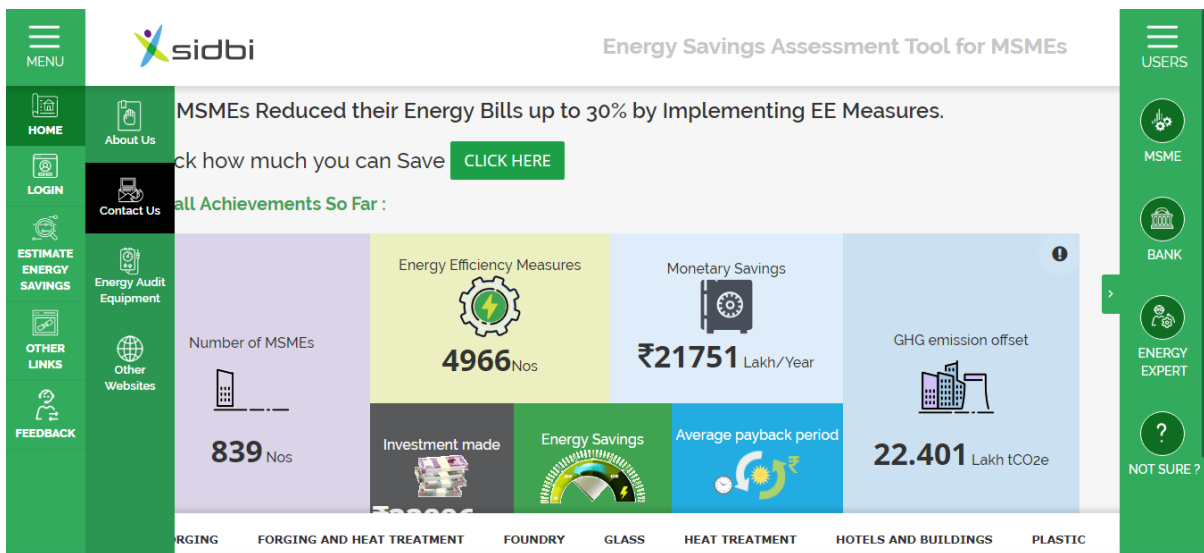 MENU
sidbi
Energy Savings Assessment Tool for MSMEs
USERS
HOME
LOGIN
ESTIMATE
ENERGY
SAVINGS
OTHER
LINKS
FEEDBACK
About Us
Contact Us
Energy Audit
Equipment
Other
Websites
MSMEs Reduced their Energy Bills up to 30% by Implementing EE Measures.
ck how much you can Save CLICK HERE
all Achievements So Far :
Number of MSMEs
839 Nos
Energy Efficiency Measures
4966 Nos
Monetary Savings
₹21751 Lakh/Year
GHG emission offset
22.401 Lakh tCO2e
Investment made
Energy Savings
Average payback period
₹
MSME
BANK
ENERGY
EXPERT
?
NOT SURE ?
RGING FORGING AND HEAT TREATMENT FOUNDRY GLASS HEAT TREATMENT HOTELS AND BUILDINGS PLASTIC